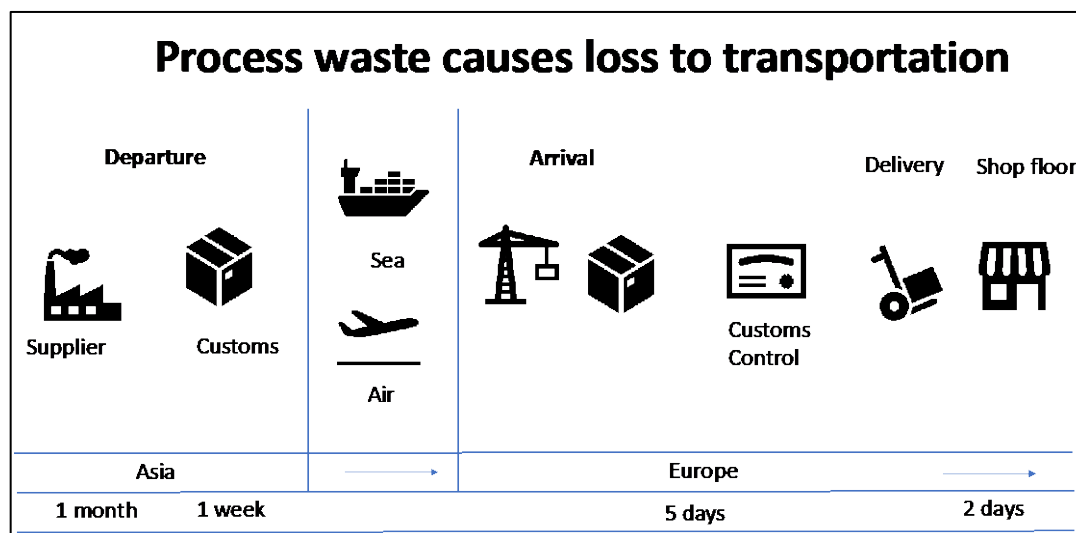 Process waste causes loss to transportation
Departure
Arrival
Delivery
Shop floor
Sea
Supplier
Customs
Customs
Control
Air
Asia
Europe
1 month
1 week
5 days
2 days